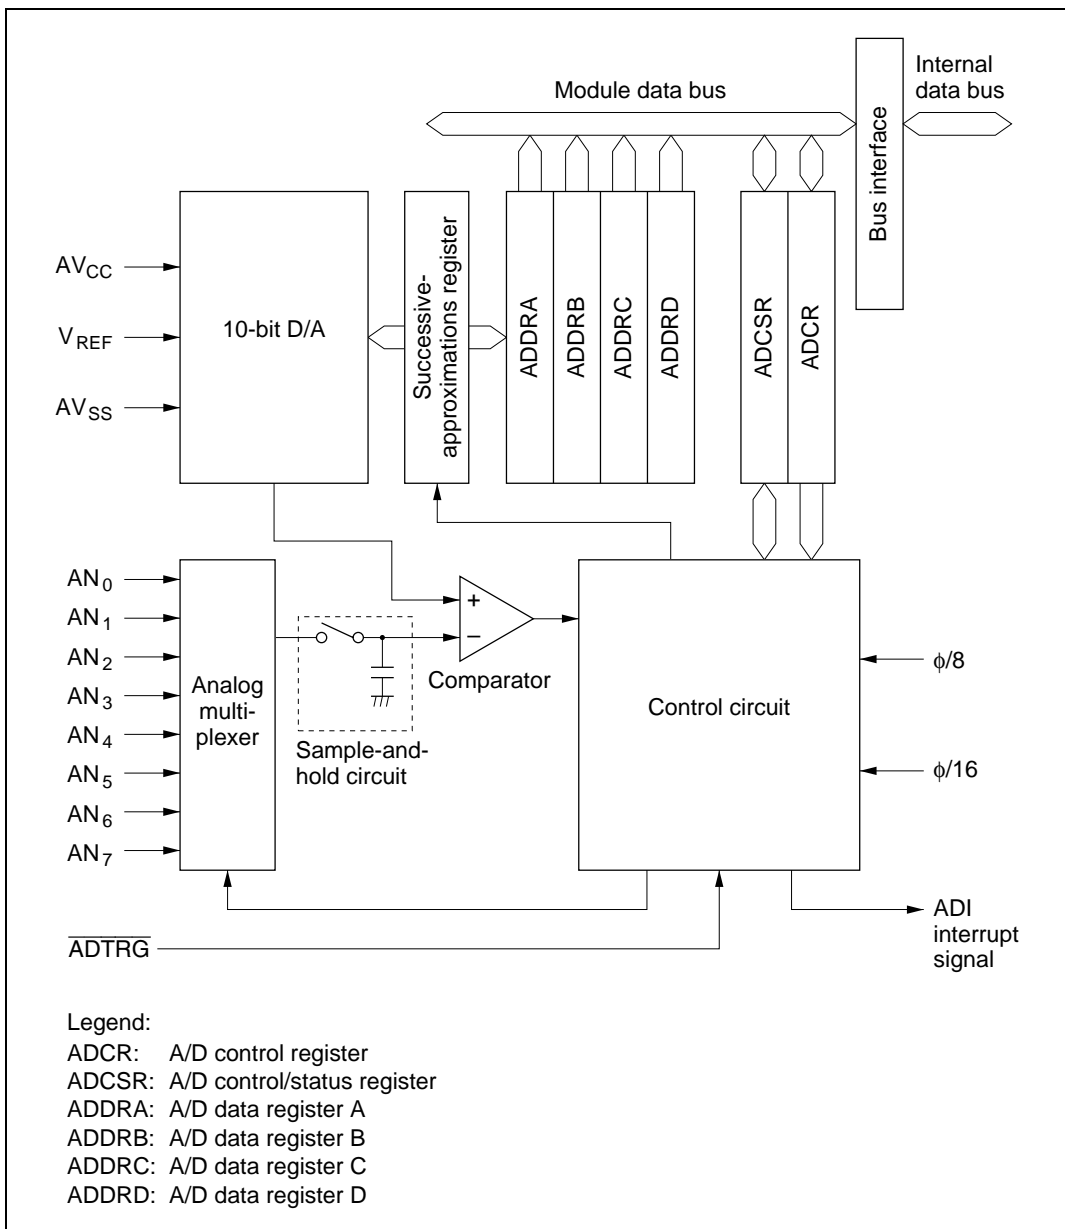 Internal
data bus
Module data bus
Bus interface
AVCC
VREF
AVSS
10-bit D/A
Successive-
approximations register
ADDRA
ADDRB
ADDRC
ADDRD
ADCSR
ADCR
AN0
AN1
AN2
AN3
AN4
AN5
AN6
AN7
Analog
multi-
plexer
Sample-and-
hold circuit
+
−
Comparator
Control circuit
ϕ/8
ϕ/16
ADTRG
ADI
interrupt
signal
Legend:
ADCR: A/D control register
ADCSR: A/D control/status register
ADDRA: A/D data register A
ADDRB: A/D data register B
ADDRC: A/D data register C
ADDRD: A/D data register D